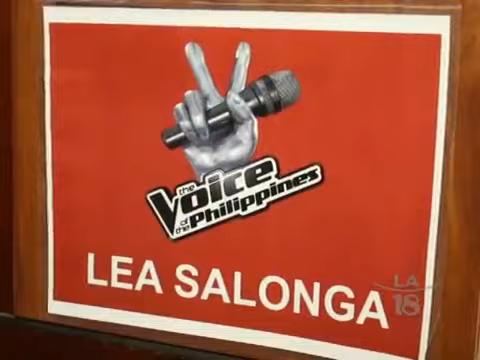 the
Voice
of the
Philippines
LEA SALONGA
LA
18